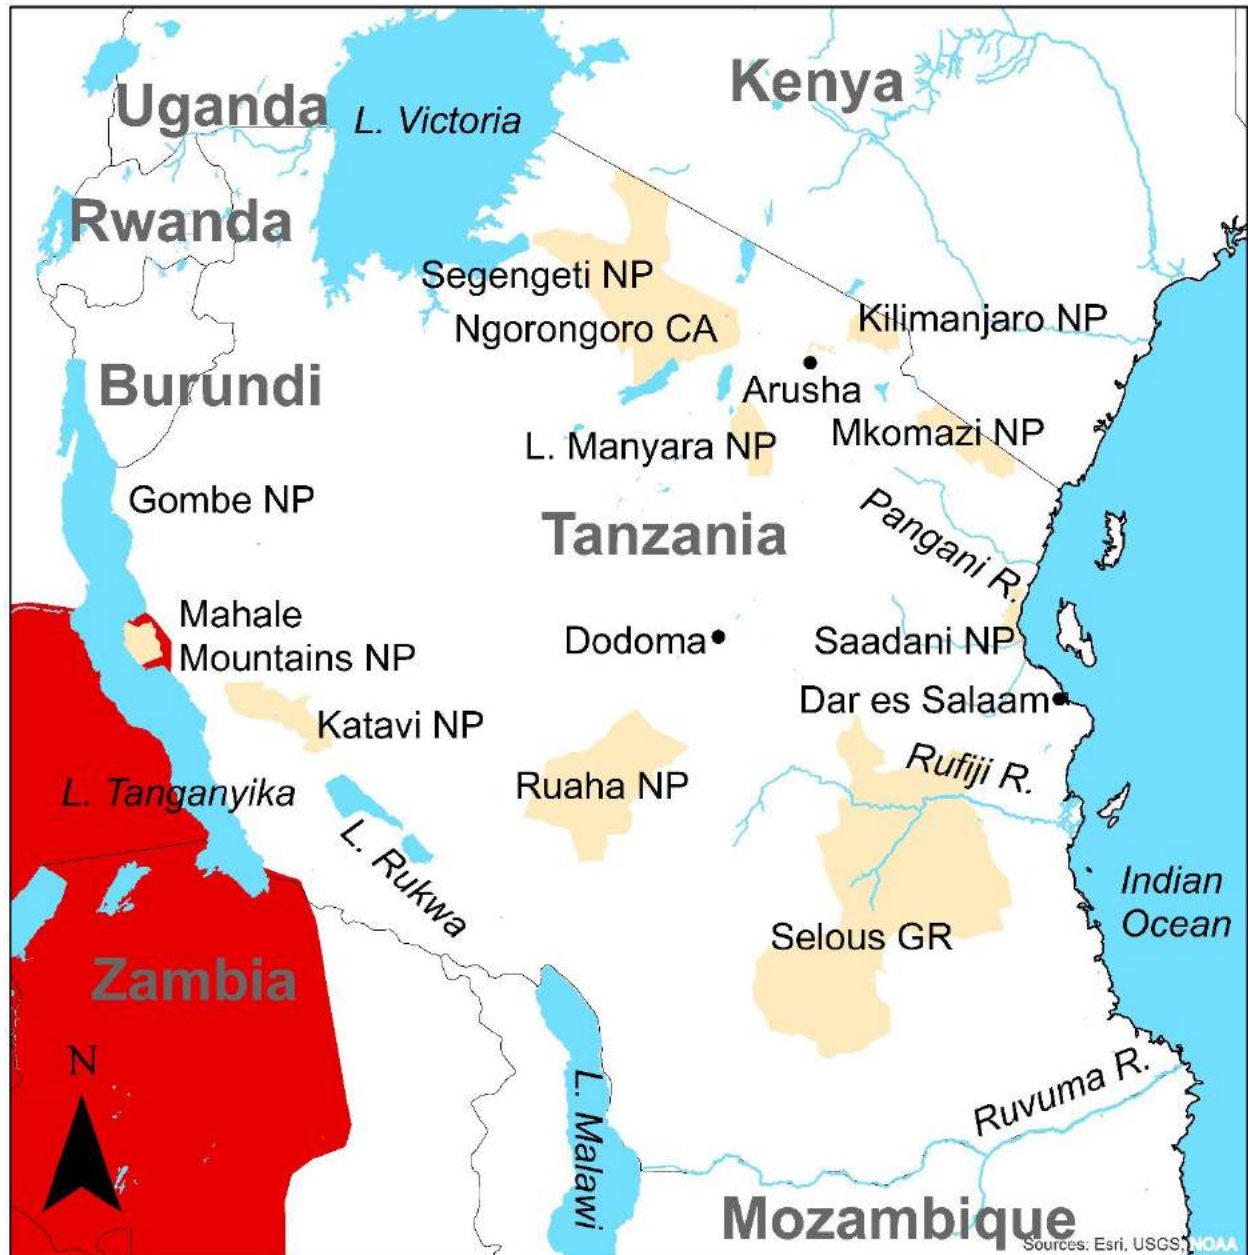 Kenya
Uganda
L. Victoria
Rwanda
Segengeti NP
Ngorongoro CA
Kilimanjaro NP
Burundi
Arusha
L. Manyara NP
Mkomazi NP
Gombe NP
Tanzania
Pangani R.
Mahale
Mountains NP
Dodoma
Saadani NP
Dar es Salaam
Katavi NP
L. Tanganyika
Ruaha NP
Rufiji R.
L. Rukwa
Indian
Ocean
Selous GR
Zambia
N
L. Malawi
Ruvuma R.
Mozambique
Sources: Esri, USGS, NOAA